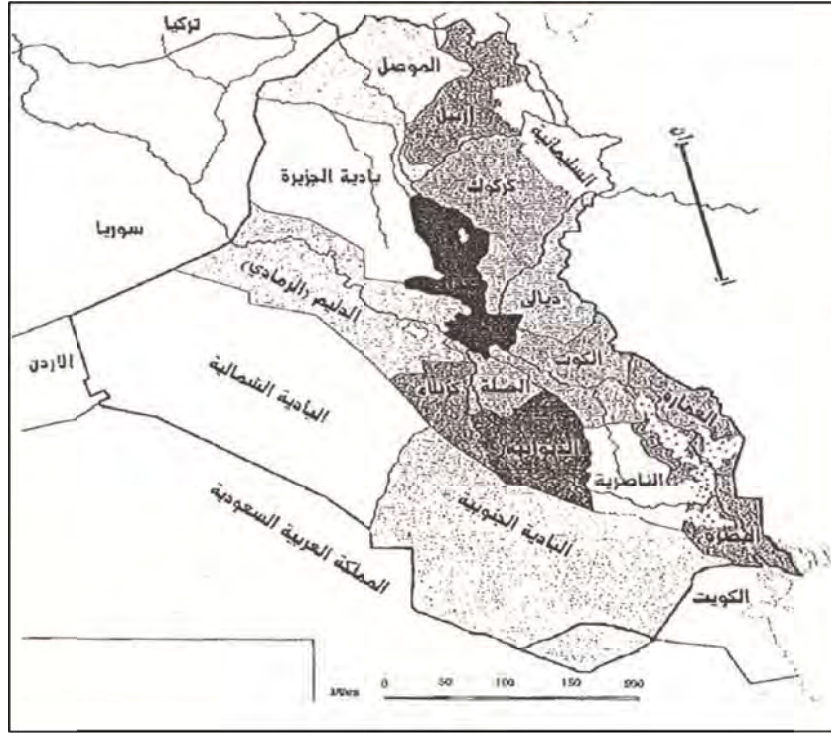 تركيا
الموصل
اربيل
السليمانية
كركوك
بادية الجزيرة
سوريا
ديالى
الدليم (الرمادي)
الكوت
الاردن
كربلاء
الحلة
العمارة
البادية الشمالية
الديوانية
الناصرية
البادية الجنوبية
المملكة العربية السعودية
البصرة
الكويت
Miles 0 50 100 150 200